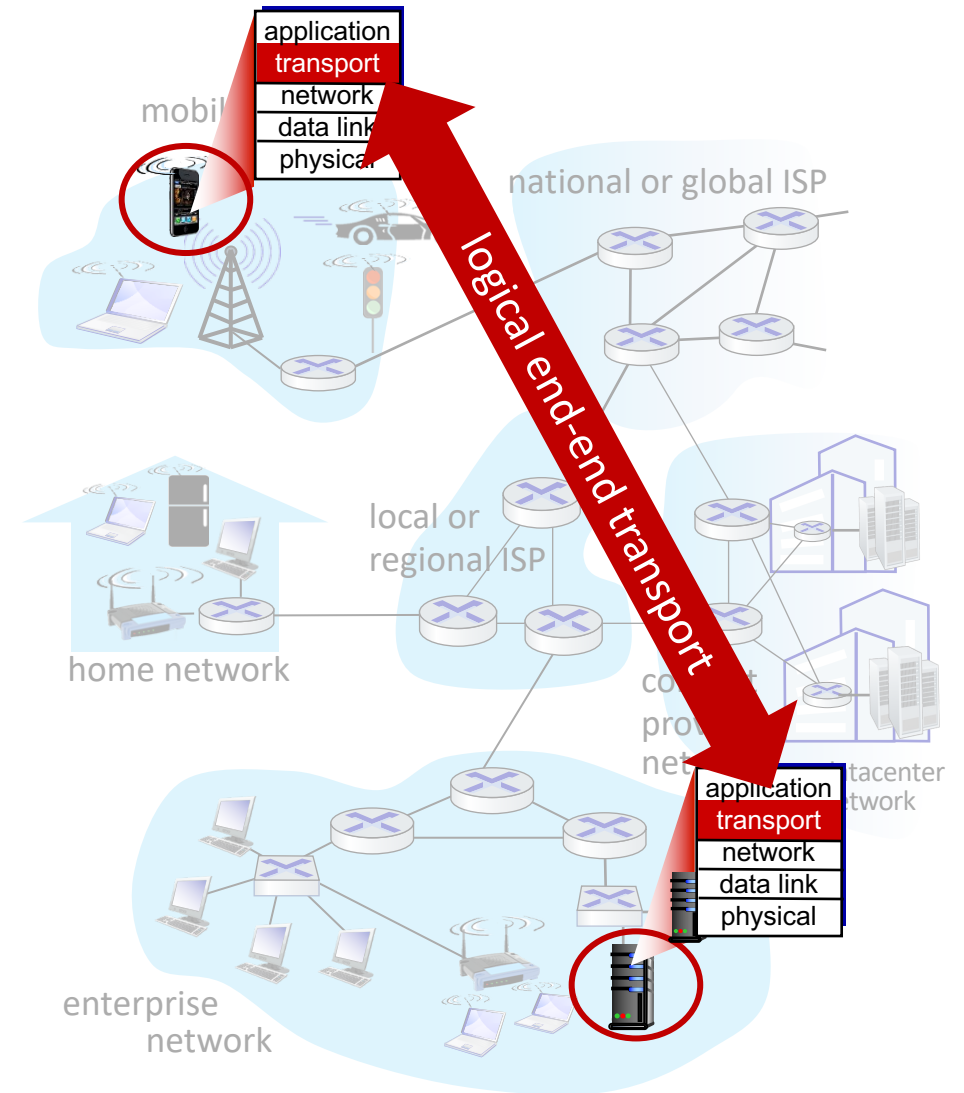 application
transport
network
data link
physical
national or global ISP
logical end-end transport
local or
regional ISP
home network
application
transport
network
data link
physical
network
enterprise
network